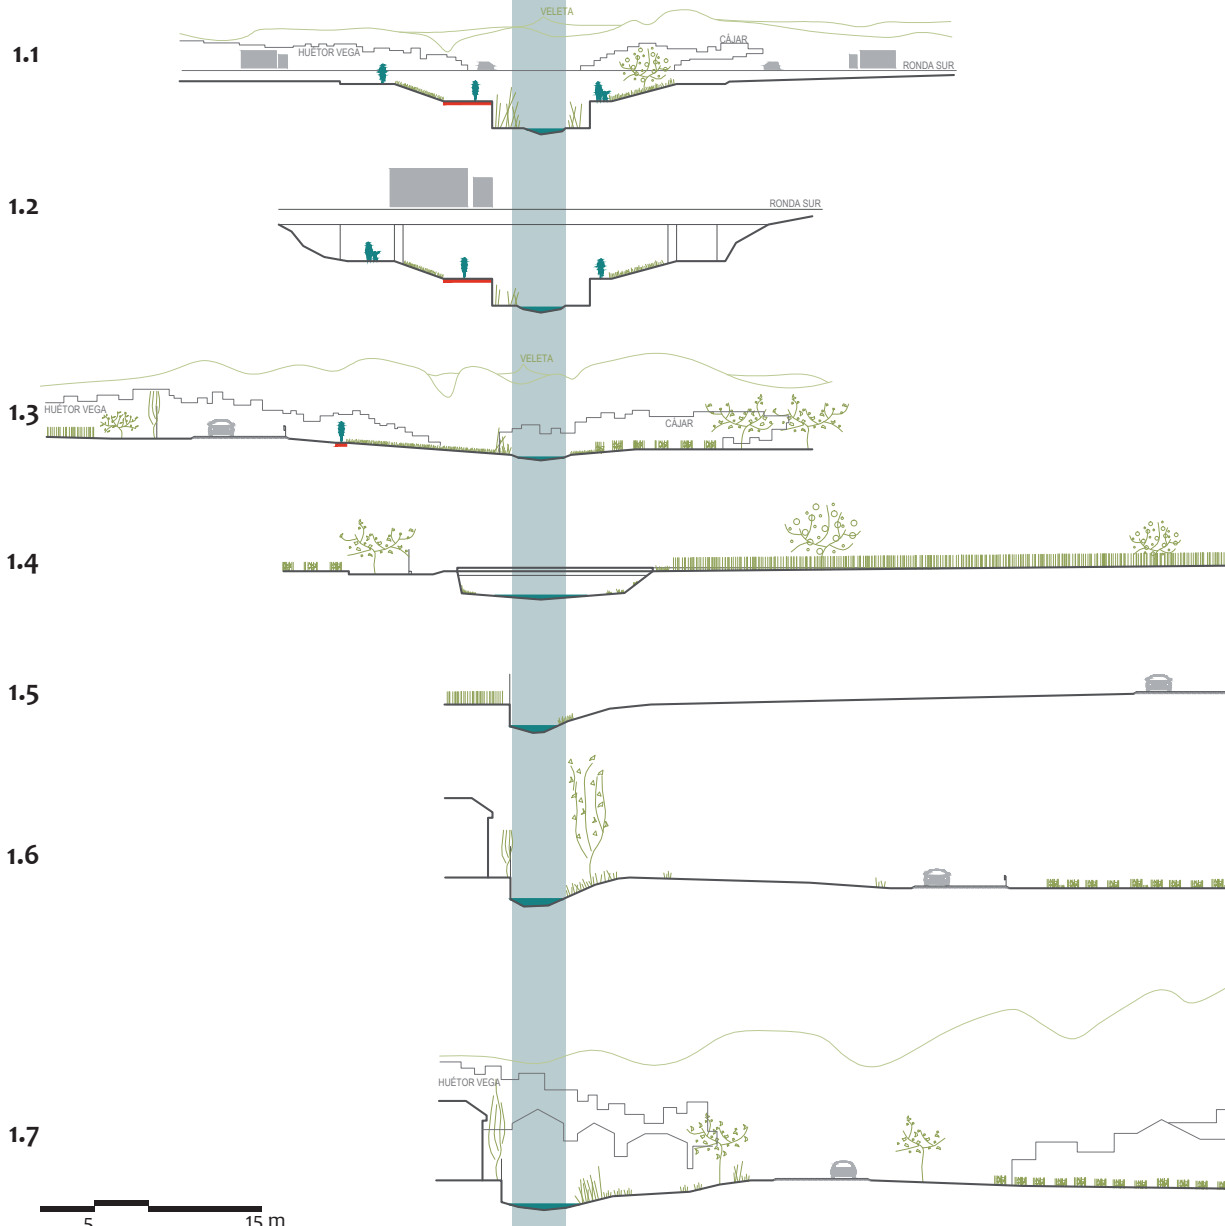 VELETA
1.1
HUÉTOR VEGA
CÁJAR
RONDA SUR
1.2
RONDA SUR
VELETA
1.3
HUÉTOR VEGA
CÁJAR
1.4
1.5
1.6
HUÉTOR VEGA
1.7
5 15 m